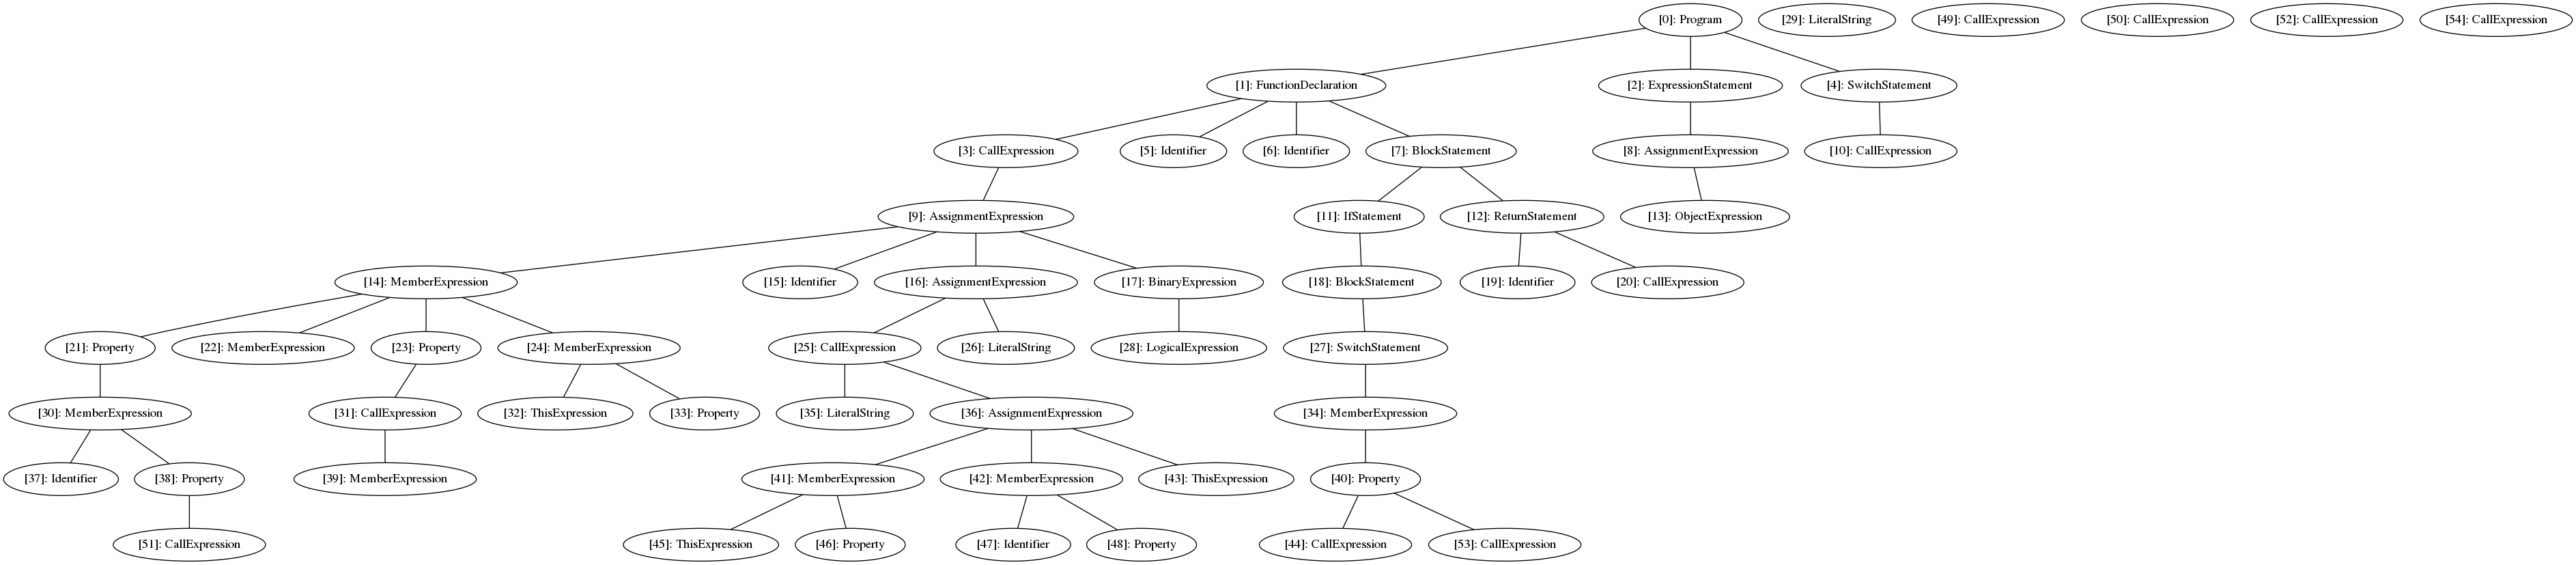 [0]: Program
[29]: LiteralString
[49]: CallExpression
[50]: CallExpression
[52]: CallExpression
[54]: CallExpression
[1]: FunctionDeclaration
[2]: ExpressionStatement
[4]: SwitchStatement
[3]: CallExpression
[5]: Identifier
[6]: Identifier
[7]: BlockStatement
[8]: AssignmentExpression
[10]: CallExpression
[9]: AssignmentExpression
[11]: IfStatement
[12]: ReturnStatement
[13]: ObjectExpression
[14]: MemberExpression
[15]: Identifier
[16]: AssignmentExpression
[17]: BinaryExpression
[18]: BlockStatement
[19]: Identifier
[20]: CallExpression
[21]: Property
[22]: MemberExpression
[23]: Property
[24]: MemberExpression
[25]: CallExpression
[26]: LiteralString
[28]: LogicalExpression
[27]: SwitchStatement
[30]: MemberExpression
[31]: CallExpression
[32]: ThisExpression
[33]: Property
[35]: LiteralString
[36]: AssignmentExpression
[34]: MemberExpression
[37]: Identifier
[38]: Property
[39]: MemberExpression
[41]: MemberExpression
[42]: MemberExpression
[43]: ThisExpression
[40]: Property
[51]: CallExpression
[45]: ThisExpression
[46]: Property
[47]: Identifier
[48]: Property
[44]: CallExpression
[53]: CallExpression